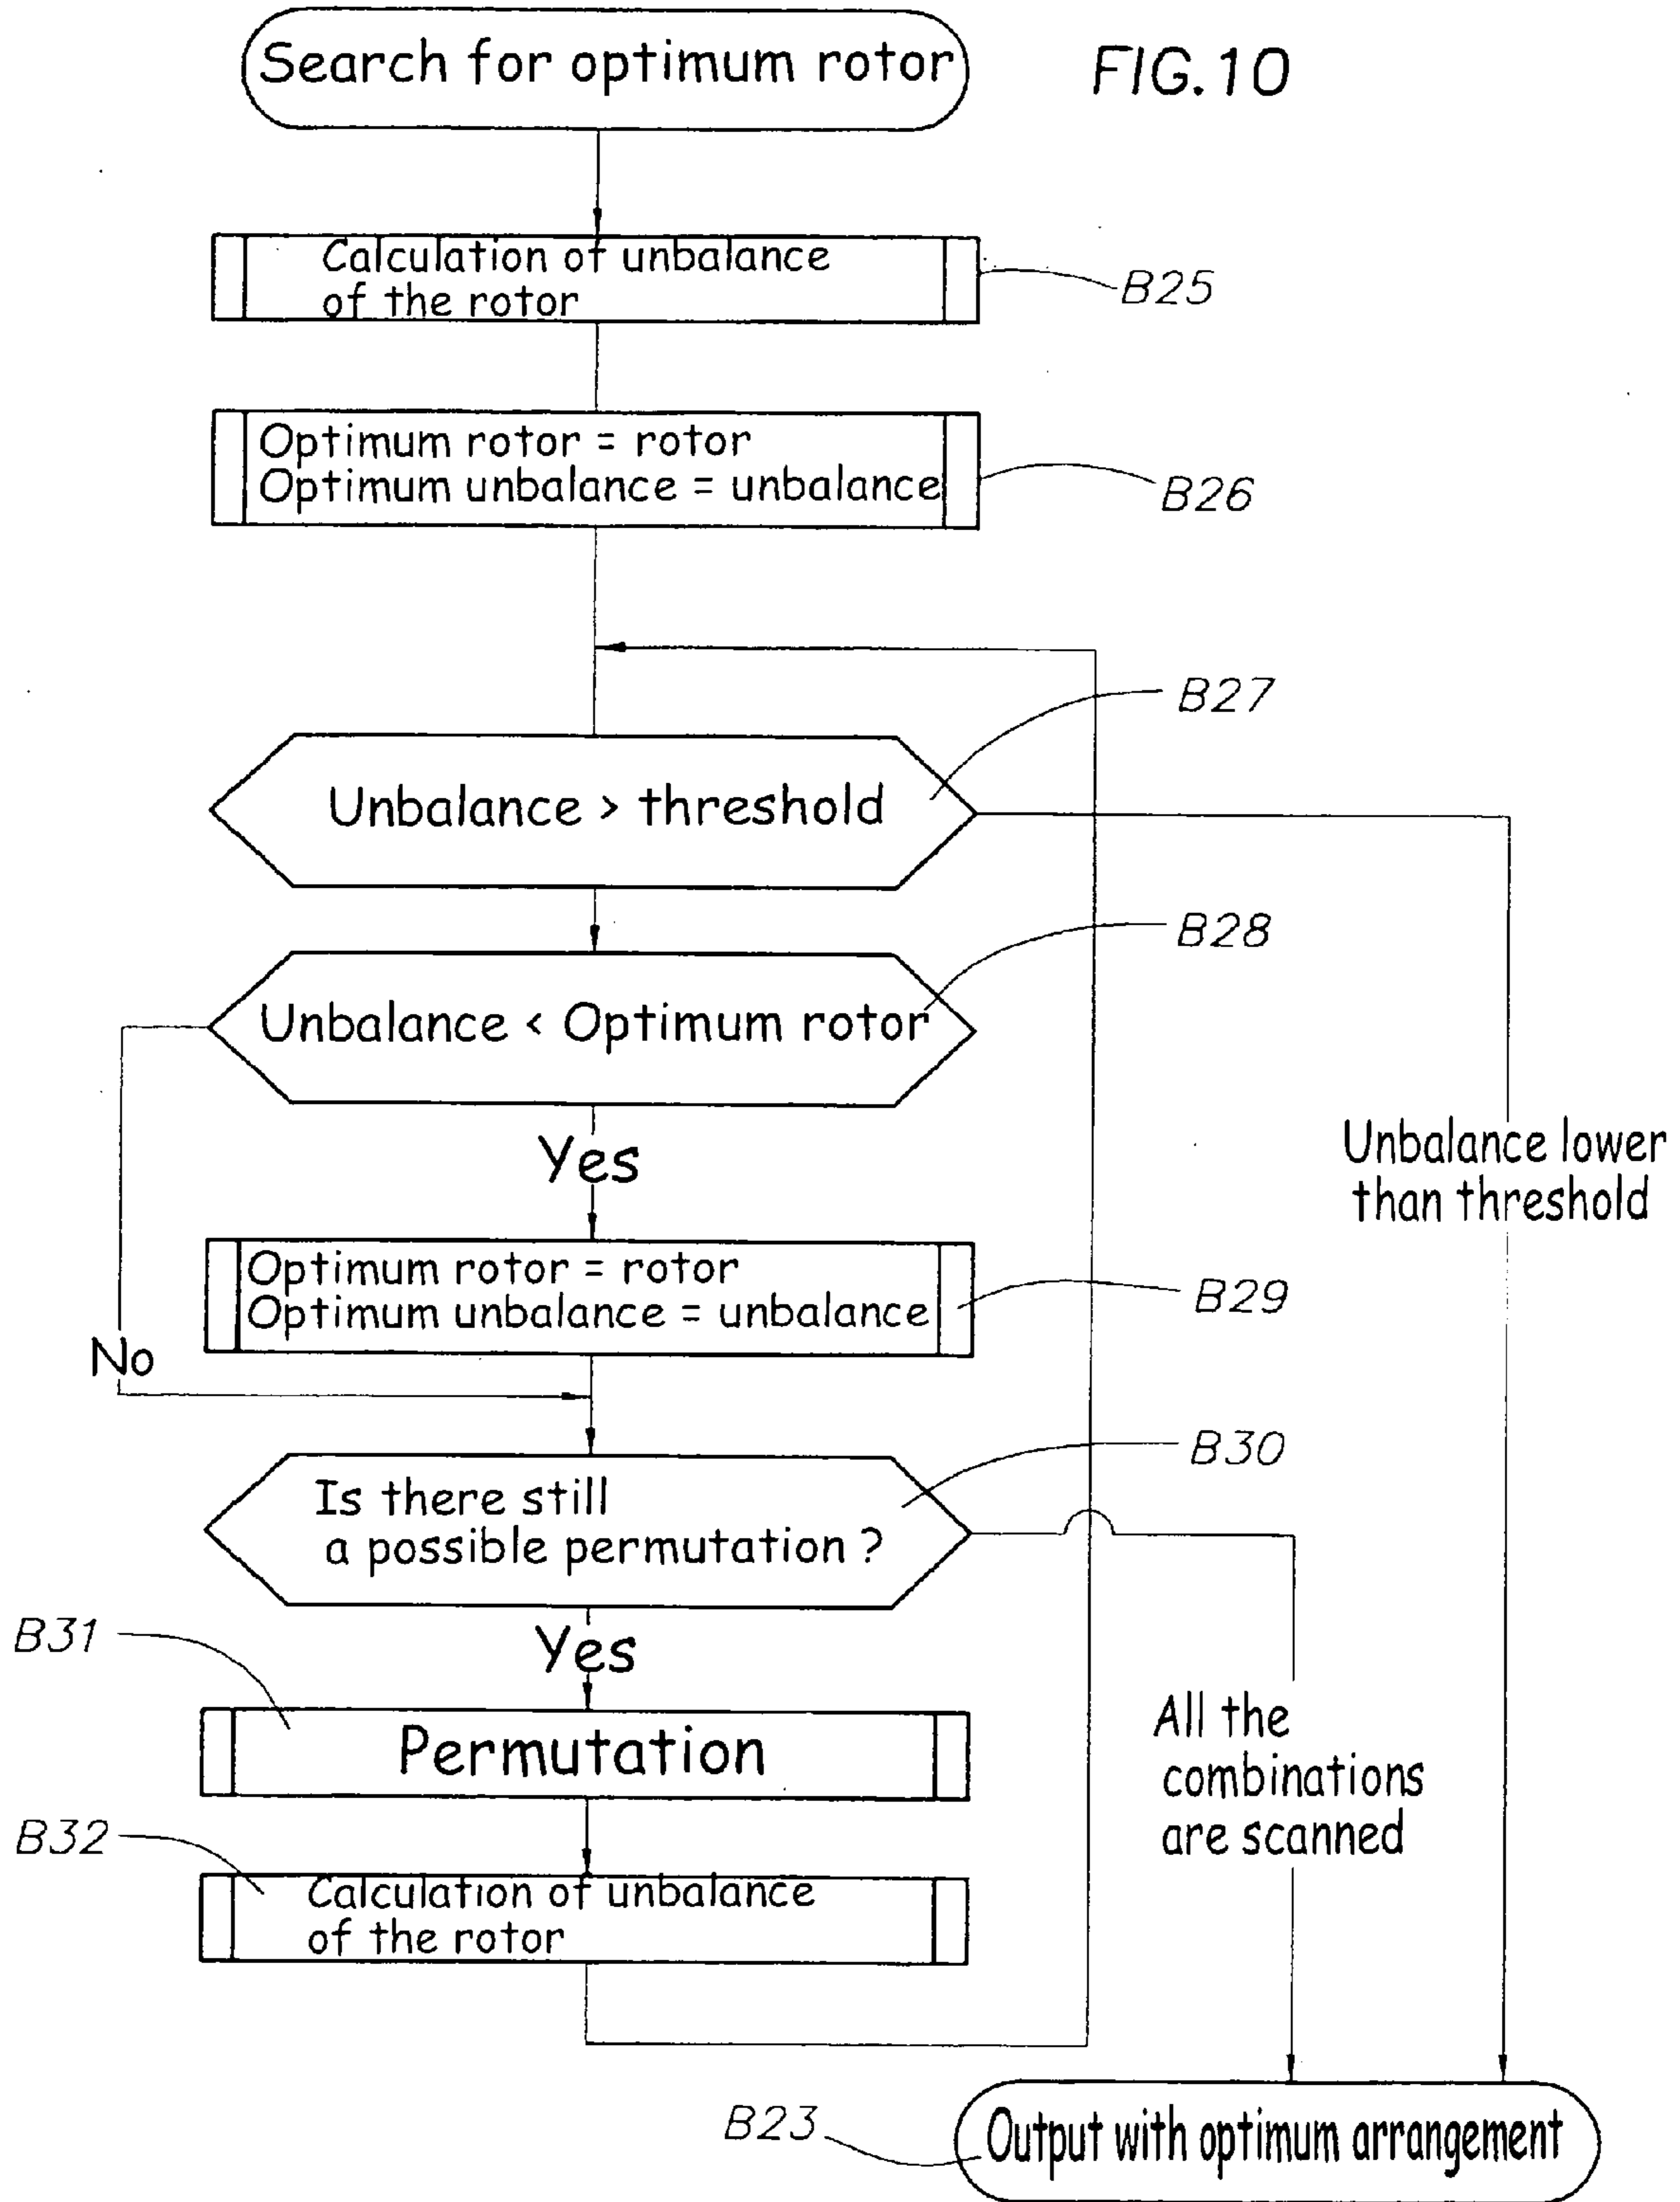 Search for optimum rotor
FIG.10
Calculation of unbalance
of the rotor
B25
Optimum rotor = rotor
Optimum unbalance = unbalance
B26
B27
Unbalance > threshold
B28
Unbalance < Optimum rotor
Yes
Unbalance lower
than threshold
Optimum rotor = rotor
Optimum unbalance = unbalance
B29
No
B30
Is there still
a possible permutation ?
B31
Yes
Permutation
All the
combinations
are scanned
B32
Calculation of unbalance
of the rotor
B23
Output with optimum arrangement